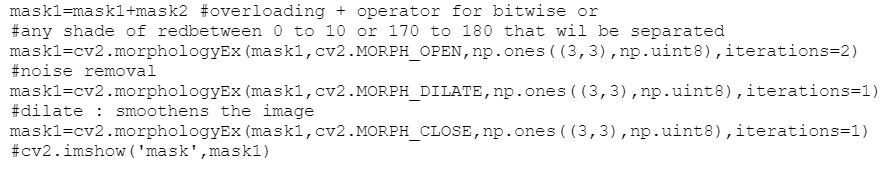 mask1=mask1+mask2 #overloading + operator for bitwise or
#any shade of redbetween 0 to 10 or 170 to 180 that wil be separated
mask1=cv2.morphologyEx(mask1,cv2.MORPH_OPEN,np.ones((3,3),np.uint8),iterations=2)
#noise removal
mask1=cv2.morphologyEx(mask1,cv2.MORPH_DILATE,np.ones((3,3),np.uint8),iterations=1)
#dilate : smoothens the image
mask1=cv2.morphologyEx(mask1,cv2.MORPH_CLOSE,np.ones((3,3),np.uint8),iterations=1)
#cv2.imshow('mask',mask1)